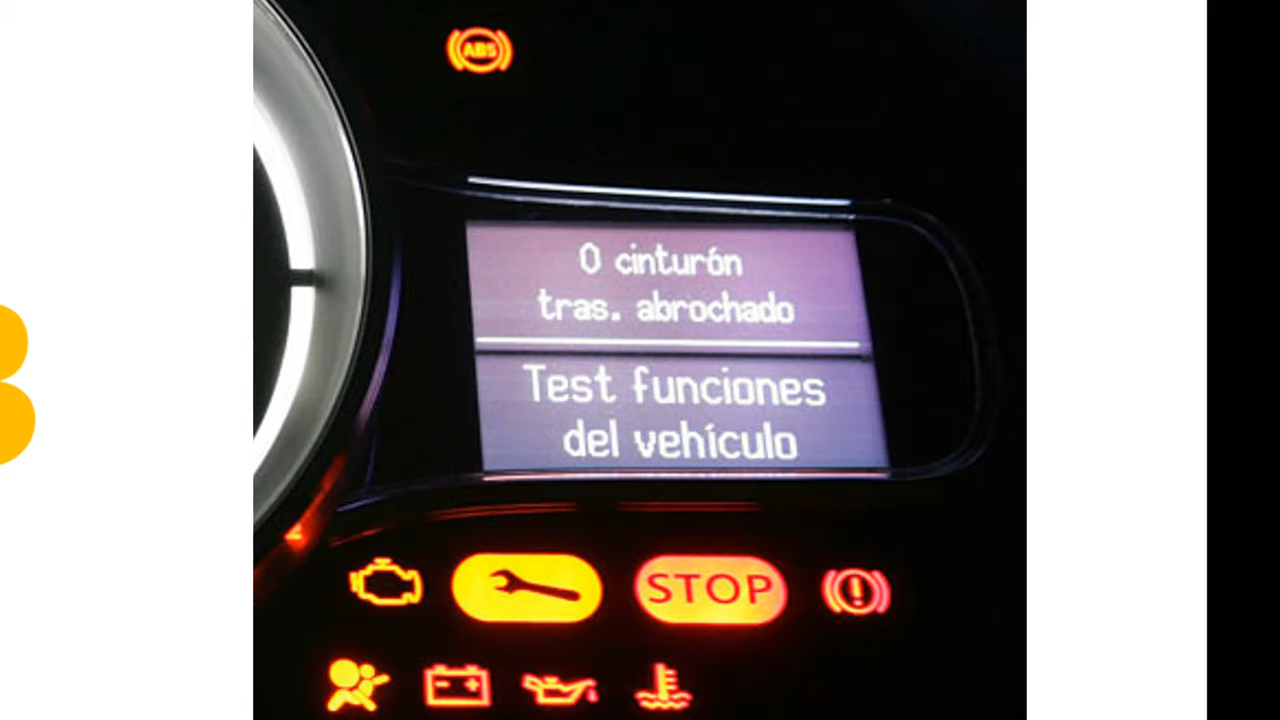 ABS
0 cinturón
tras. abrochado
Test funciones
del vehículo
STOP